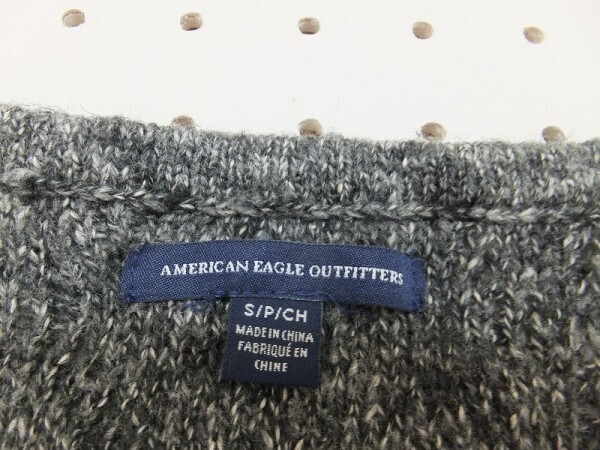 AMERICAN EAGLE OUTFITTERS
S/P/CH
MADE IN CHINA
FABRIQUÉ EN
CHINE